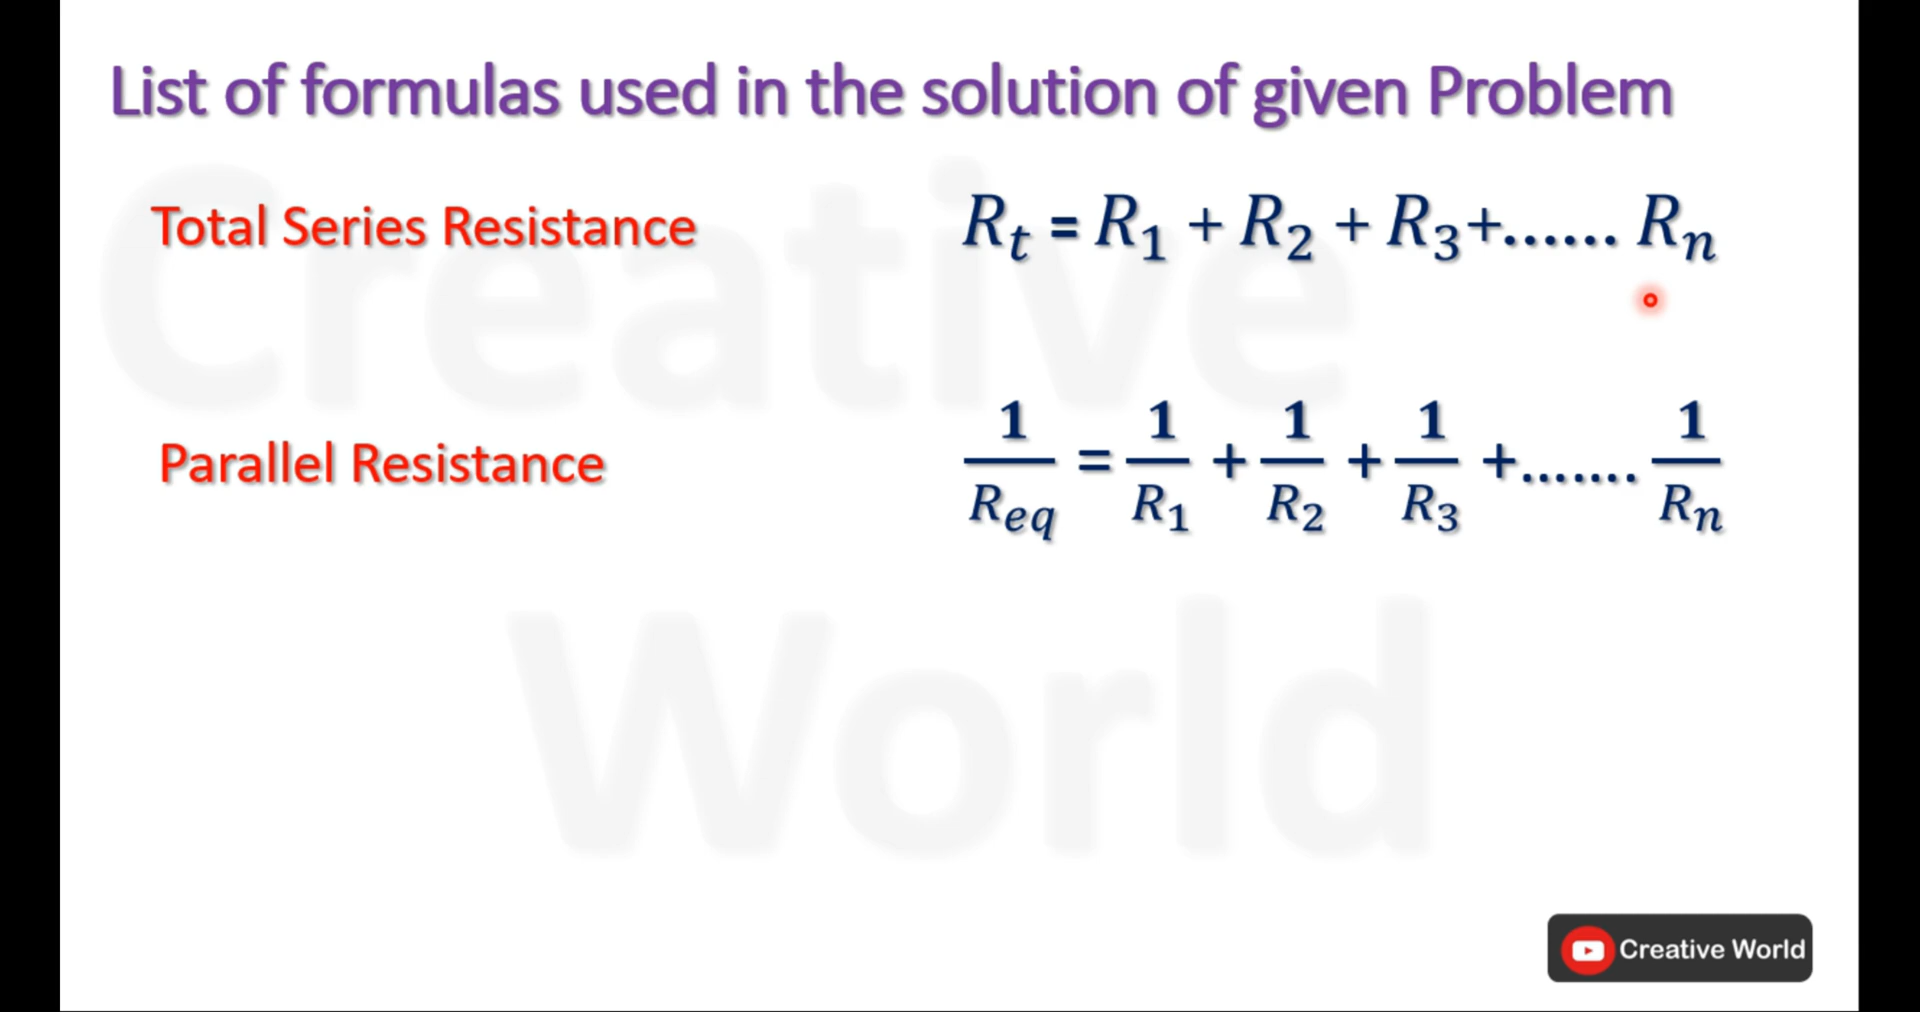 List of formulas used in the solution of given Problem
Total Series Resistance R_t = R_1 + R_2 + R_3+...... R_n
Parallel Resistance 1/R_eq = 1/R_1 + 1/R_2 + 1/R_3 +....... 1/R_n
Creative
World
Creative World